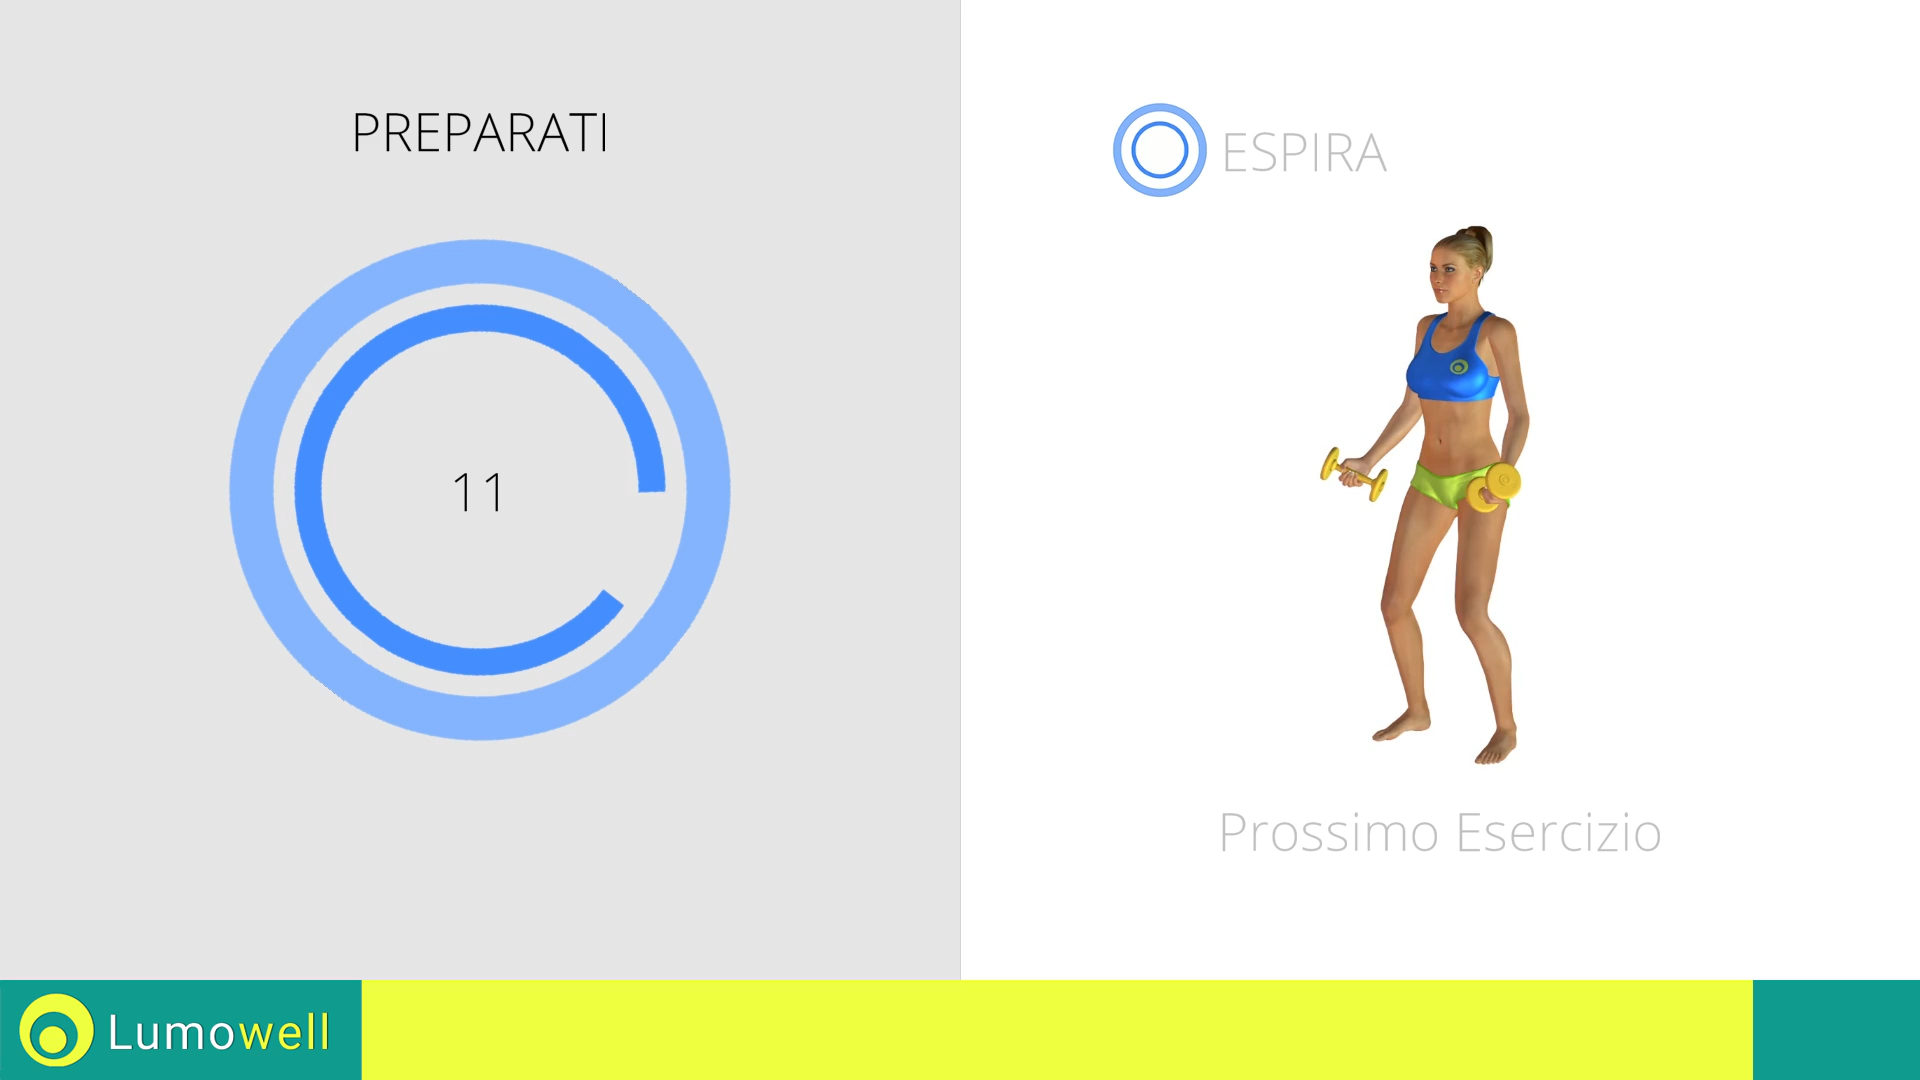 PREPARATI
11
ESPIRA
Prossimo Esercizio
Lumowell